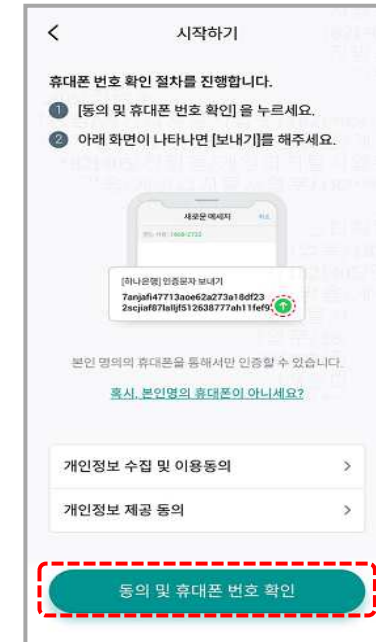 시작하기
휴대폰 번호 확인 절차를 진행합니다.
1 [동의 및 휴대폰 번호 확인] 을 누르세요.
2 아래 화면이 나타나면 [보내기]를 해주세요.
새로운 메세지
[하나은행] 인증문자 보내기
7anjafi47713aoe62a273a18df23
2scjiaf87lalljf512638777ah11fef9
본인 명의의 휴대폰을 통해서만 인증할 수 있습니다.
혹시, 본인명의 휴대폰이 아니세요?
개인정보 수집 및 이용동의
개인정보 제공 동의
동의 및 휴대폰 번호 확인